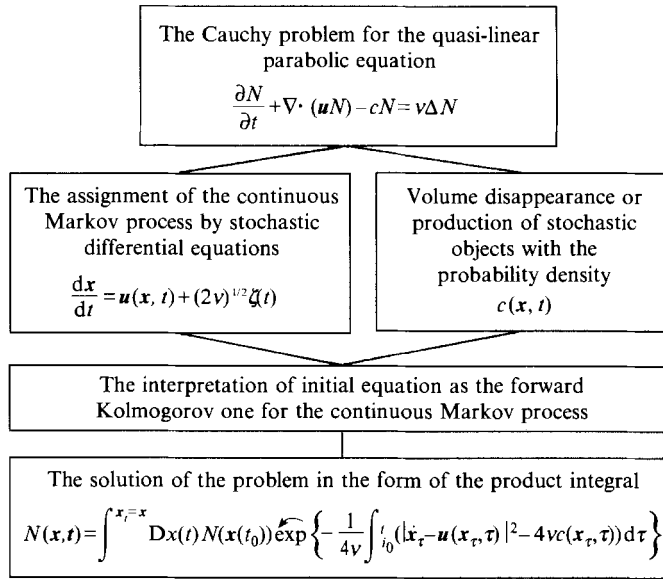 The Cauchy problem for the quasi-linear
parabolic equation
∂N/∂t + ∇· (uN) – cN = νΔN
The assignment of the continuous
Markov process by stochastic
differential equations
dx/dt = u(x, t) + (2ν)^{1/2}ζ(t)
Volume disappearance or
production of stochastic
objects with the
probability density
c(x, t)
The interpretation of initial equation as the forward
Kolmogorov one for the continuous Markov process
The solution of the problem in the form of the product integral
N(x,t) = ∫^{x_t=x} Dx(t) N(x(t_0)) exp {– 1/4ν ∫_{t_0}^{t} (|ẋ_τ – u(x_τ,τ)|^2 – 4νc(x_τ,τ))dτ}